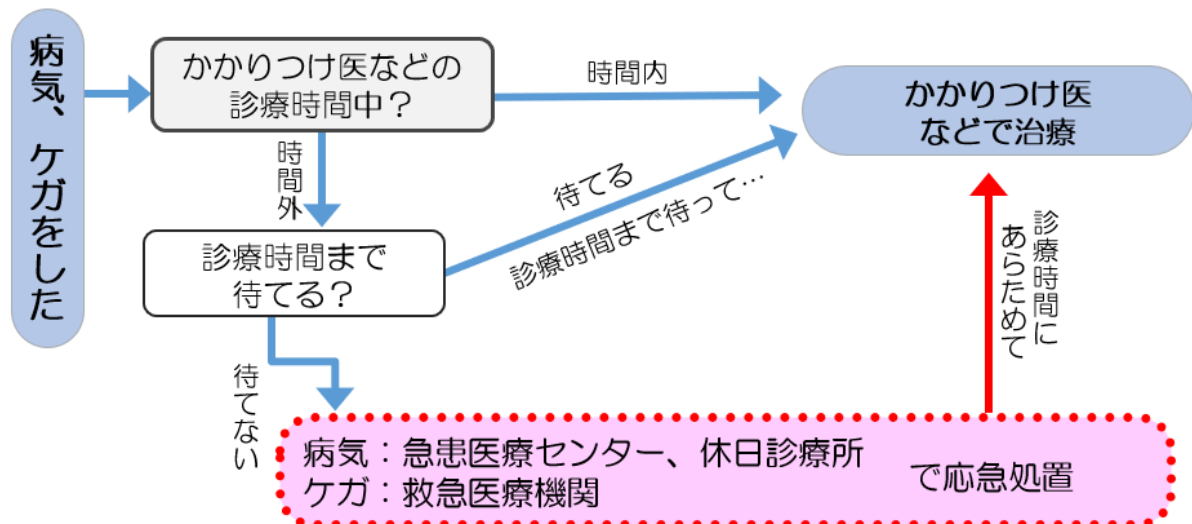 病気、ケガをした
かかりつけ医などの
診療時間中?
時間内
かかりつけ医
などで治療
時間外
待てる
診療時間まで待って…
診療時間まで
待てる?
診療時間に
あらためて
待てない
病気:急患医療センター、休日診療所
ケガ:救急医療機関
で応急処置